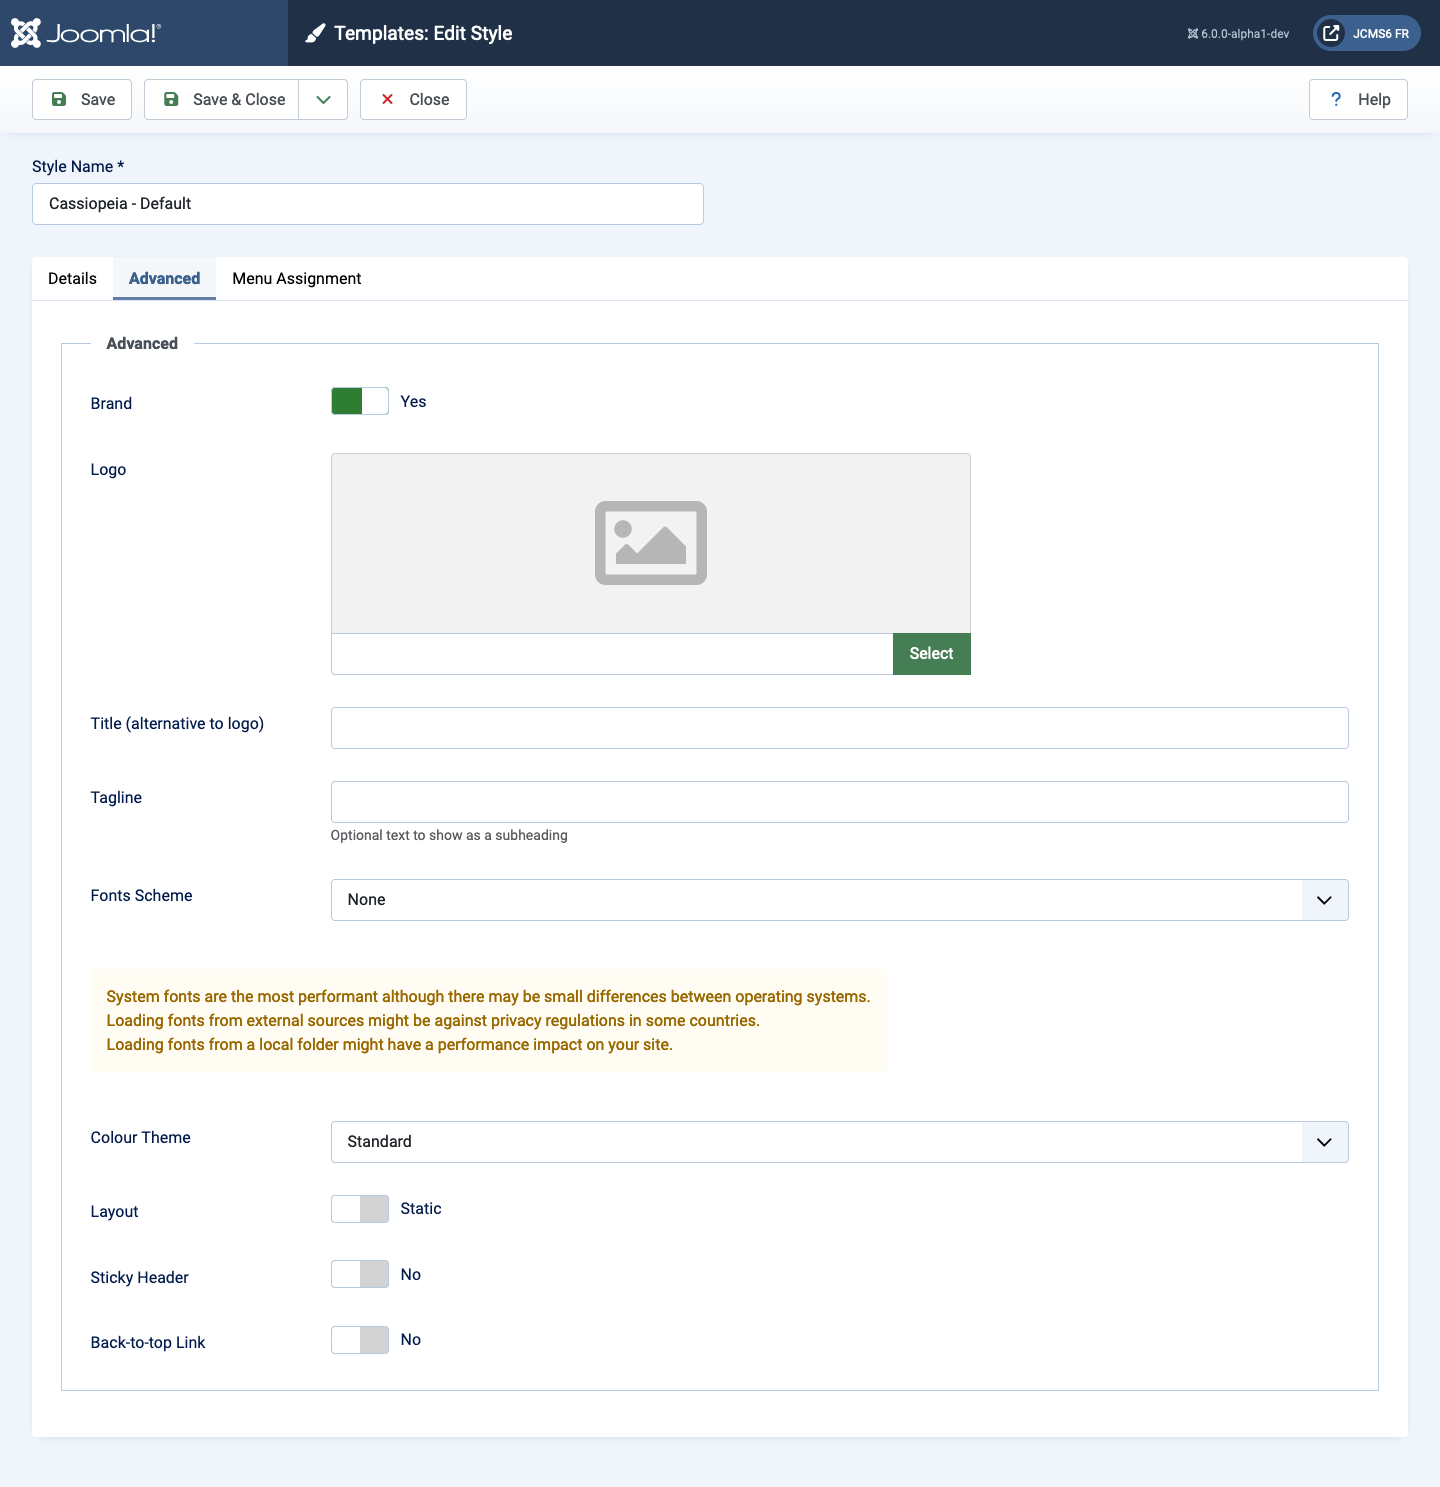 Joomla!®
Templates: Edit Style
6.0.0-alpha1-dev
JCMS6 FR
Save
Save & Close
Close
? Help
Style Name *
Cassiopeia - Default
Details
Advanced
Menu Assignment
Advanced
Brand
Yes
Logo
Select
Title (alternative to logo)
Tagline
Optional text to show as a subheading
Fonts Scheme
None
System fonts are the most performant although there may be small differences between operating systems.
Loading fonts from external sources might be against privacy regulations in some countries.
Loading fonts from a local folder might have a performance impact on your site.
Colour Theme
Standard
Layout
Static
Sticky Header
No
Back-to-top Link
No